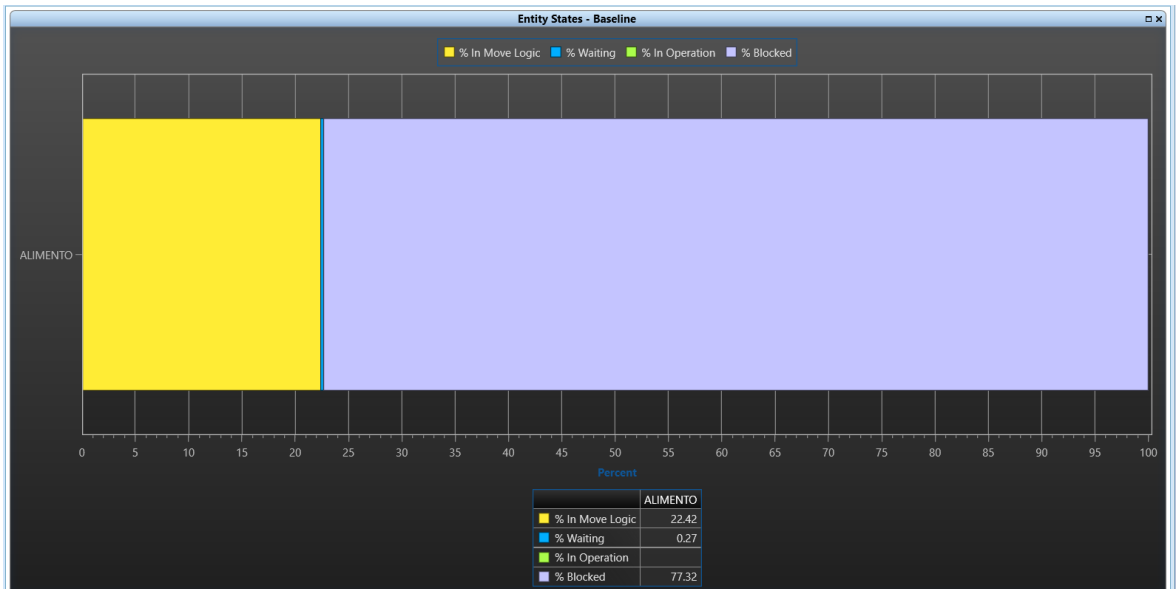 Entity States - Baseline
% In Move Logic % Waiting % In Operation % Blocked
ALIMENTO
0 5 10 15 20 25 30 35 40 45 50 55 60 65 70 75 80 85 90 95 100
Percent
ALIMENTO
% In Move Logic 22.42
% Waiting 0.27
% In Operation
% Blocked 77.32